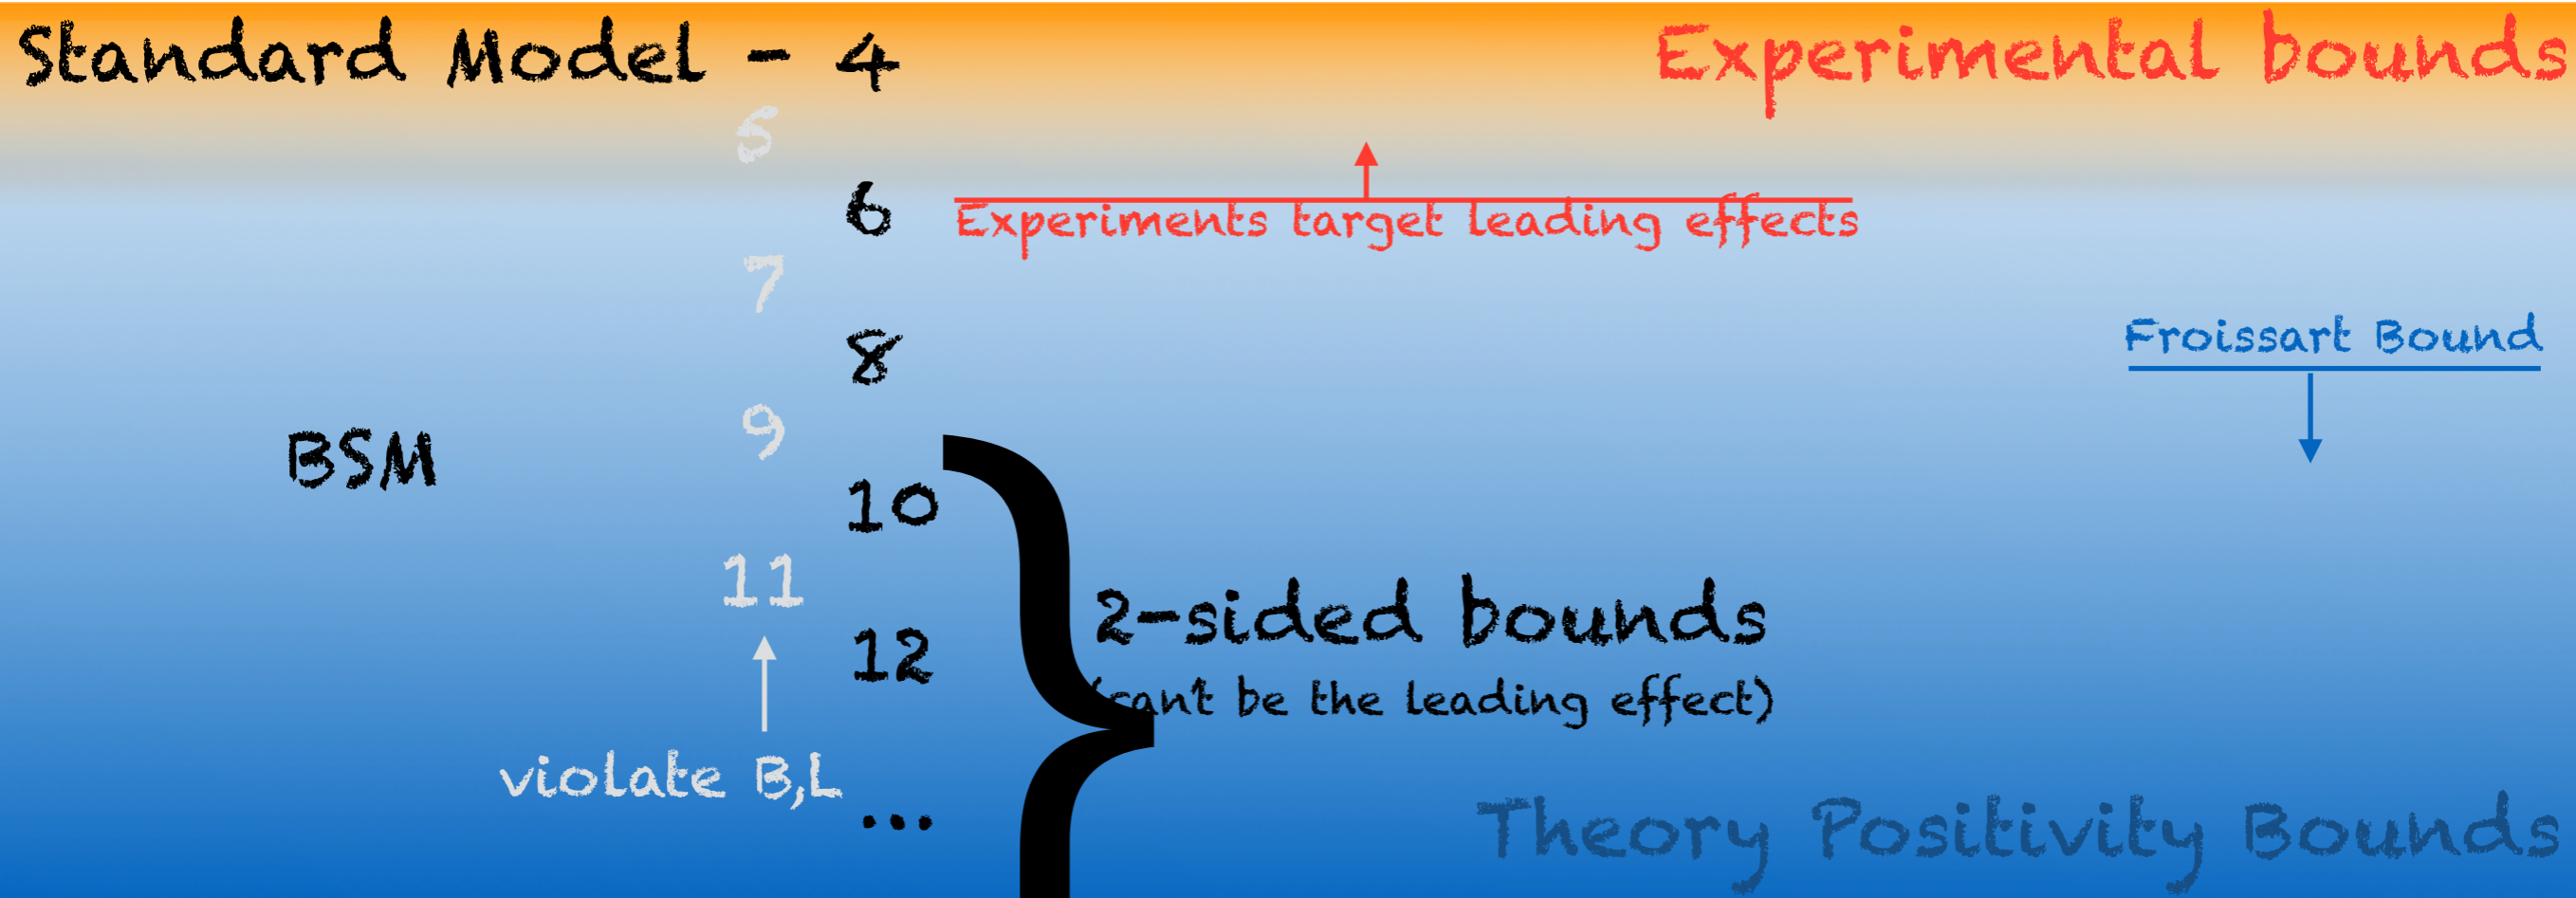 Standard Model - 4
Experimental bounds
5
6
Experiments target leading effects
7
8
Froissart Bound
9
BSM
10
11
2-sided bounds
12
(can't be the leading effect)
violate B,L
...
Theory Positivity Bounds